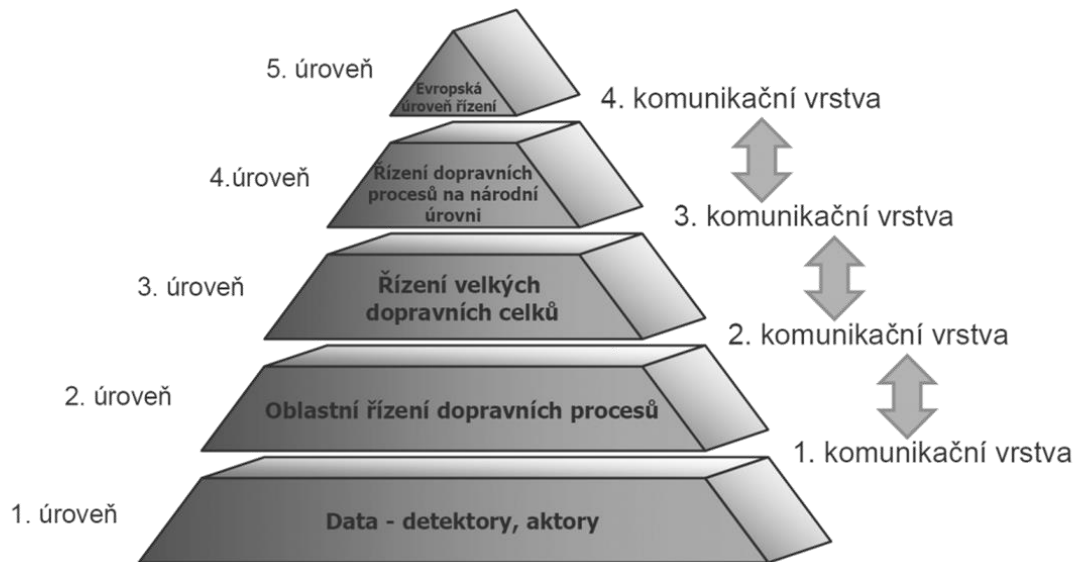 5. úroveň
Evropská
úroveň řízení
4. komunikační vrstva
4.úroveň
Řízení dopravních
procesů na národní
úrovni
3. komunikační vrstva
3. úroveň
Řízení velkých
dopravních celků
2. komunikační vrstva
2. úroveň
Oblastní řízení dopravních procesů
1. komunikační vrstva
1. úroveň
Data - detektory, aktory